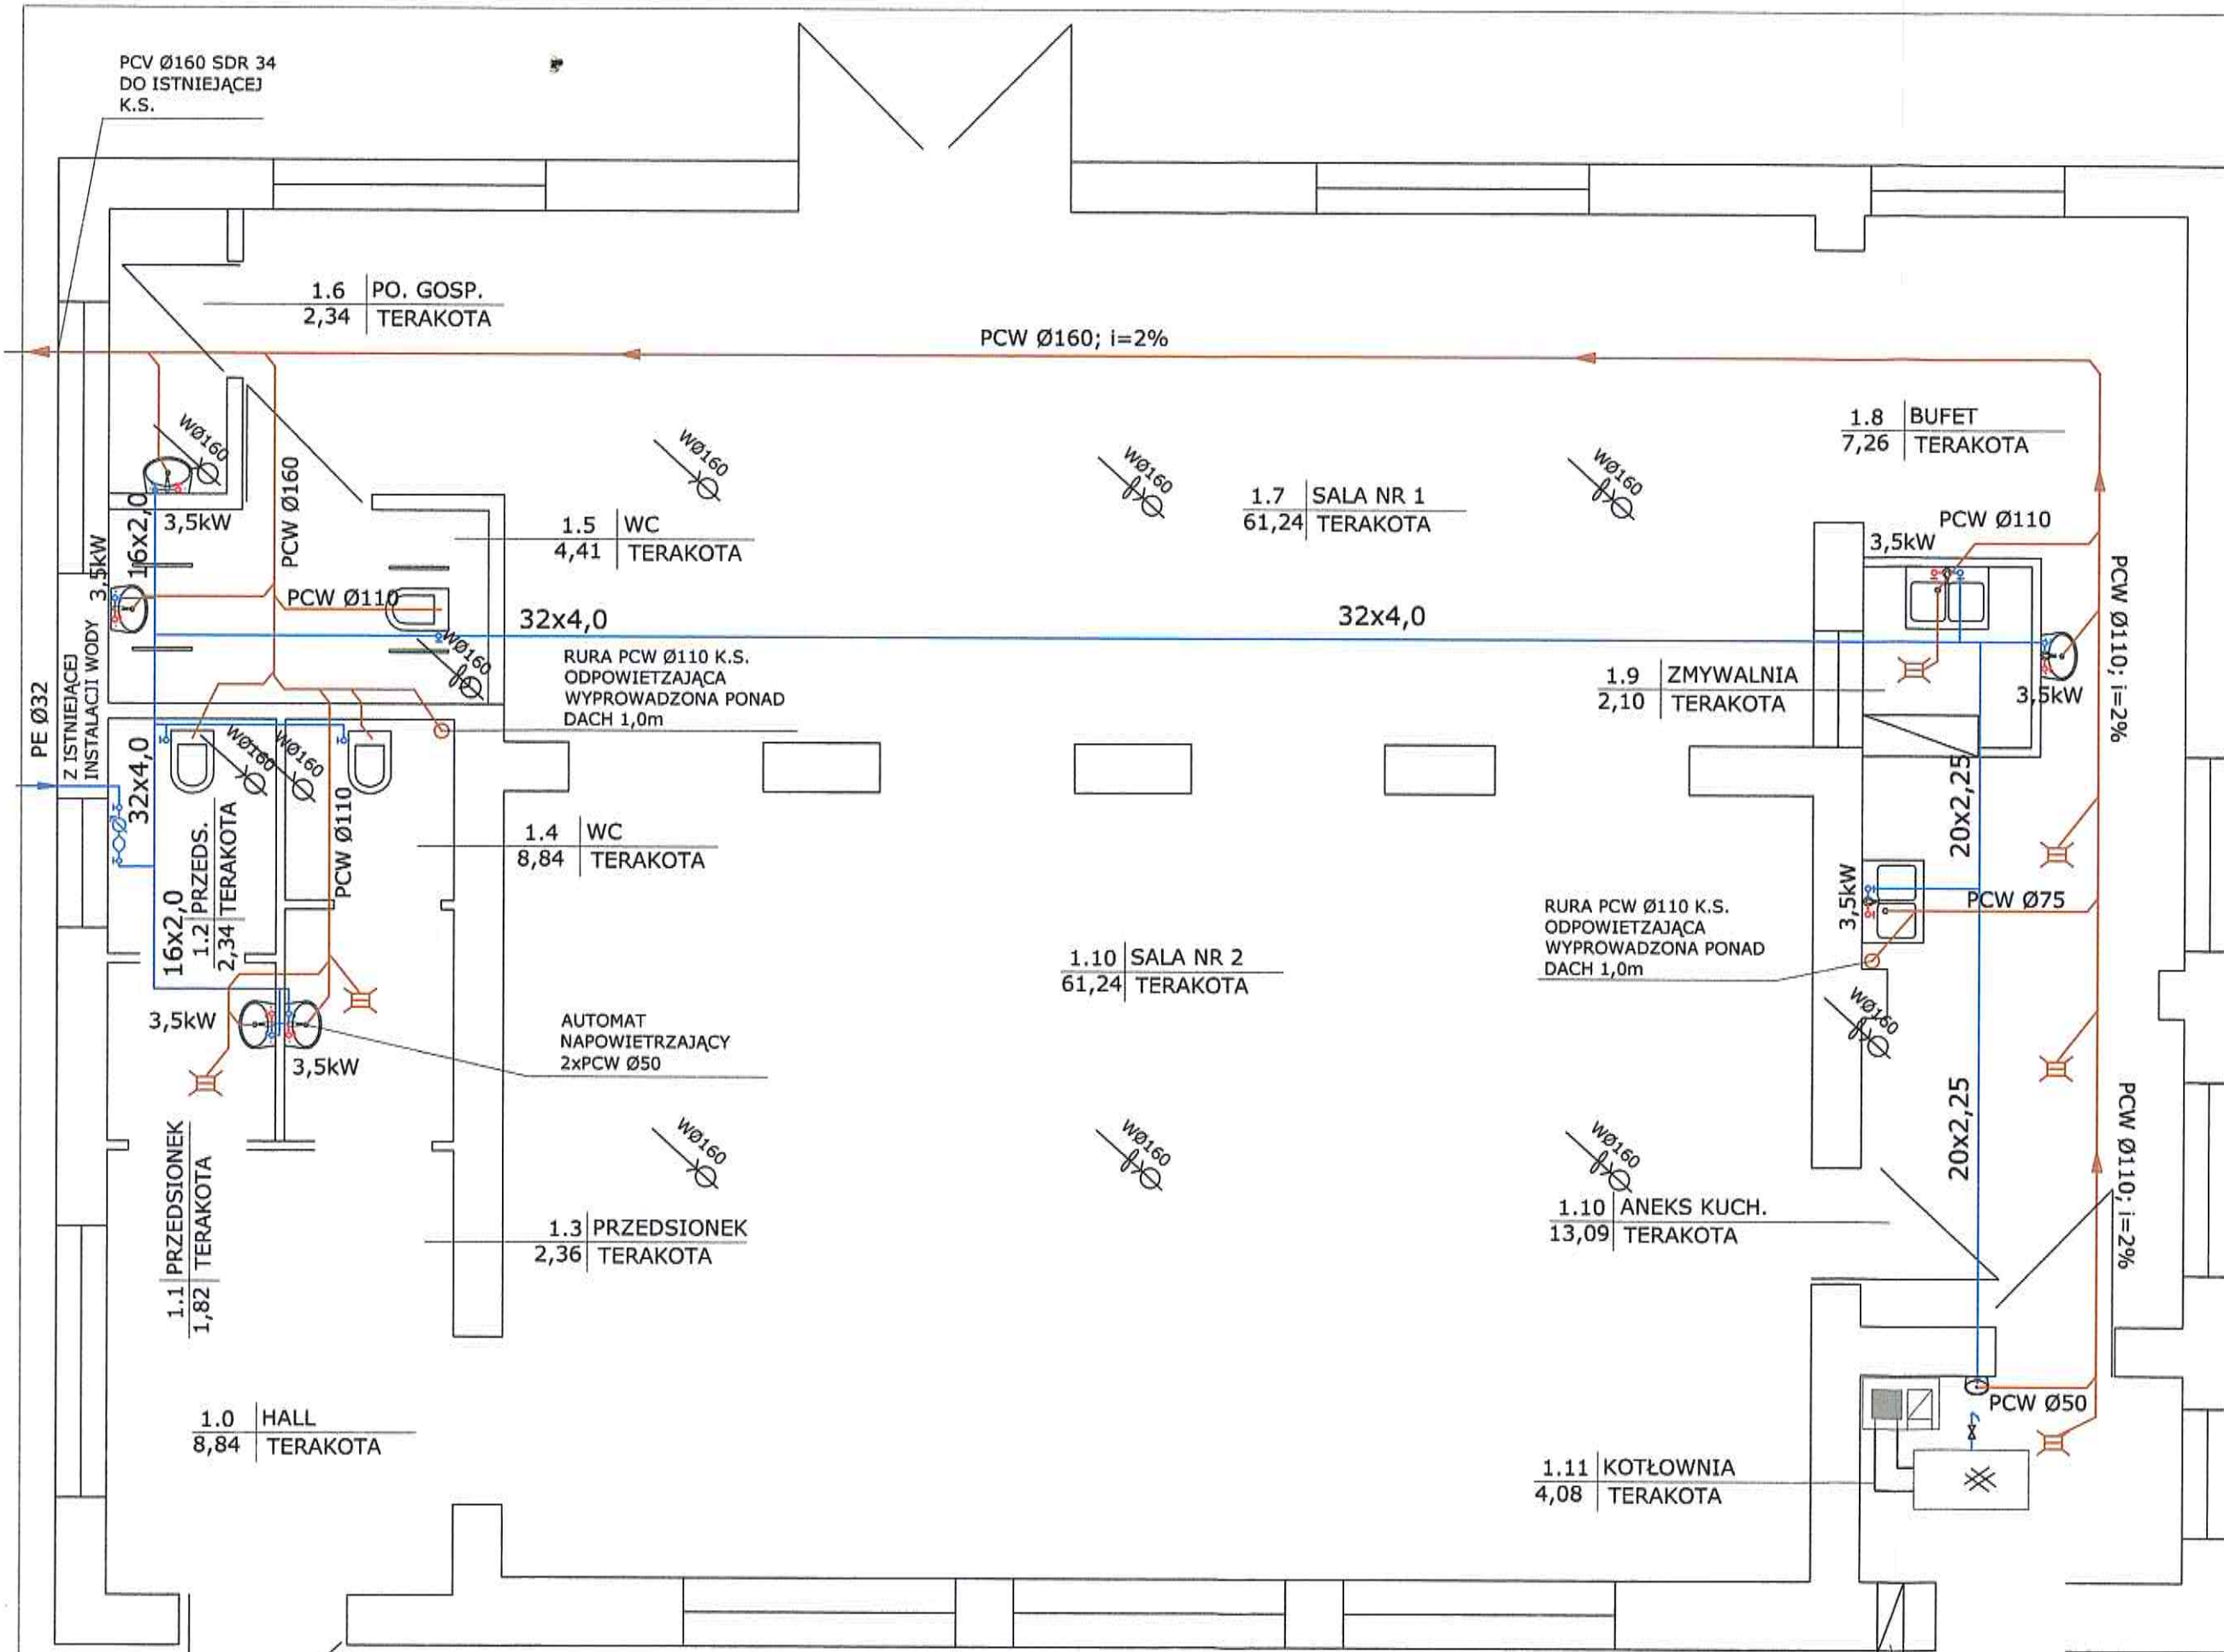 PCV Ø160 SDR 34
DO ISTNIEJĄCEJ
K.S.
1.6 PO. GOSP.
2,34 TERAKOTA
PCW Ø160; i=2%
1.8 BUFET
7,26 TERAKOTA
WØ160
WØ160
WØ160
WØ160
PCW Ø160
1.7 SALA NR 1
61,24 TERAKOTA
16x2,0
3,5kW
1.5 WC
4,41 TERAKOTA
PCW Ø110
3,5kW
3,5kW
PCW Ø110
32x4,0
32x4,0
PCW Ø110; i=2%
WØ160
RURA PCW Ø110 K.S.
ODPOWIETZAJĄCA
WYPROWADZONA PONAD
DACH 1,0m
1.9 ZMYWALNIA
2,10 TERAKOTA
3,5kW
PE Ø32
Z ISTNIEJĄCEJ
INSTALACJI WODY
32x4,0
WØ160
WØ160
20x2,25
1.2 PRZEDS.
2,34 TERAKOTA
PCW Ø110
1.4 WC
8,84 TERAKOTA
3,5kW
PCW Ø75
16x2,0
RURA PCW Ø110 K.S.
ODPOWIETZAJĄCA
WYPROWADZONA PONAD
DACH 1,0m
1.10 SALA NR 2
61,24 TERAKOTA
3,5kW
3,5kW
AUTOMAT
NAPOWIETRZAJĄCY
2xPCW Ø50
WØ160
WØ160
WØ160
WØ160
20x2,25
PCW Ø110; i=2%
1.1 PRZEDSIONEK
1,82 TERAKOTA
1.3 PRZEDSIONEK
2,36 TERAKOTA
1.10 ANEKS KUCH.
13,09 TERAKOTA
1.0 HALL
8,84 TERAKOTA
PCW Ø50
1.11 KOTŁOWNIA
4,08 TERAKOTA